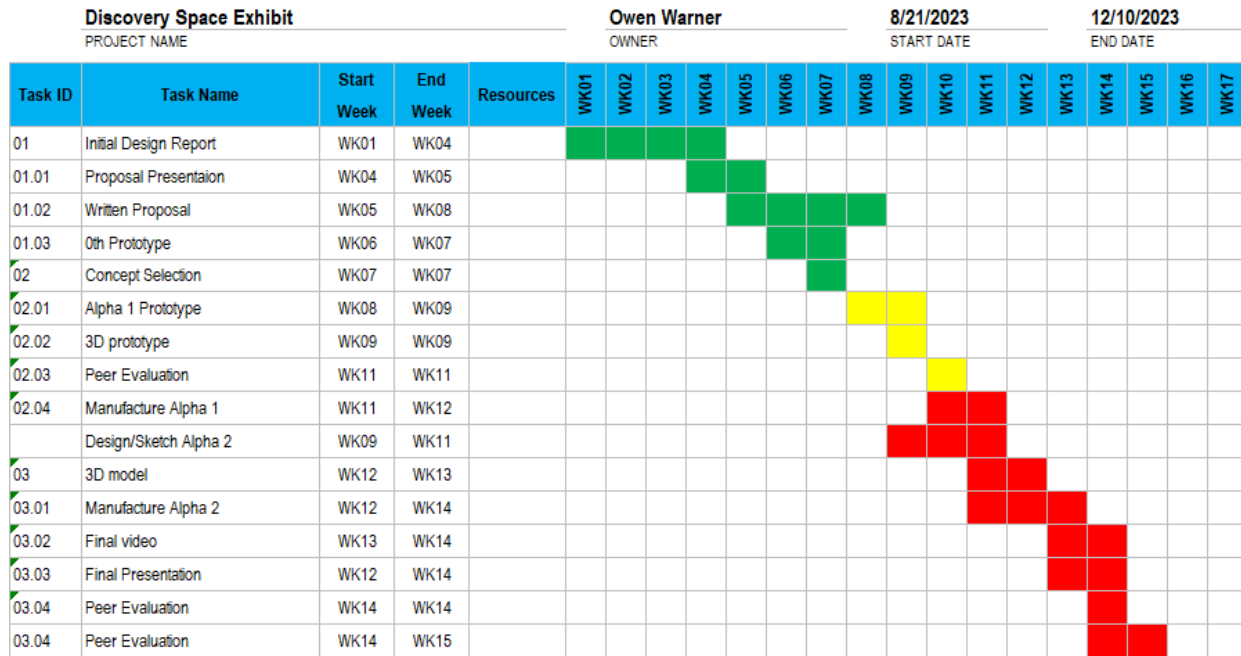 Discovery Space Exhibit Owen Warner 8/21/2023 12/10/2023
PROJECT NAME OWNER START DATE END DATE
Task ID Task Name Start Week End Week Resources WK01 WK02 WK03 WK04 WK05 WK06 WK07 WK08 WK09 WK10 WK11 WK12 WK13 WK14 WK15 WK16 WK17
01 Initial Design Report WK01 WK04
01.01 Proposal Presentaion WK04 WK05
01.02 Written Proposal WK05 WK08
01.03 0th Prototype WK06 WK07
02 Concept Selection WK07 WK07
02.01 Alpha 1 Prototype WK08 WK09
02.02 3D prototype WK09 WK09
02.03 Peer Evaluation WK11 WK11
02.04 Manufacture Alpha 1 WK11 WK12
Design/Sketch Alpha 2 WK09 WK11
03 3D model WK12 WK13
03.01 Manufacture Alpha 2 WK12 WK14
03.02 Final video WK13 WK14
03.03 Final Presentation WK12 WK14
03.04 Peer Evaluation WK14 WK14
03.04 Peer Evaluation WK14 WK15